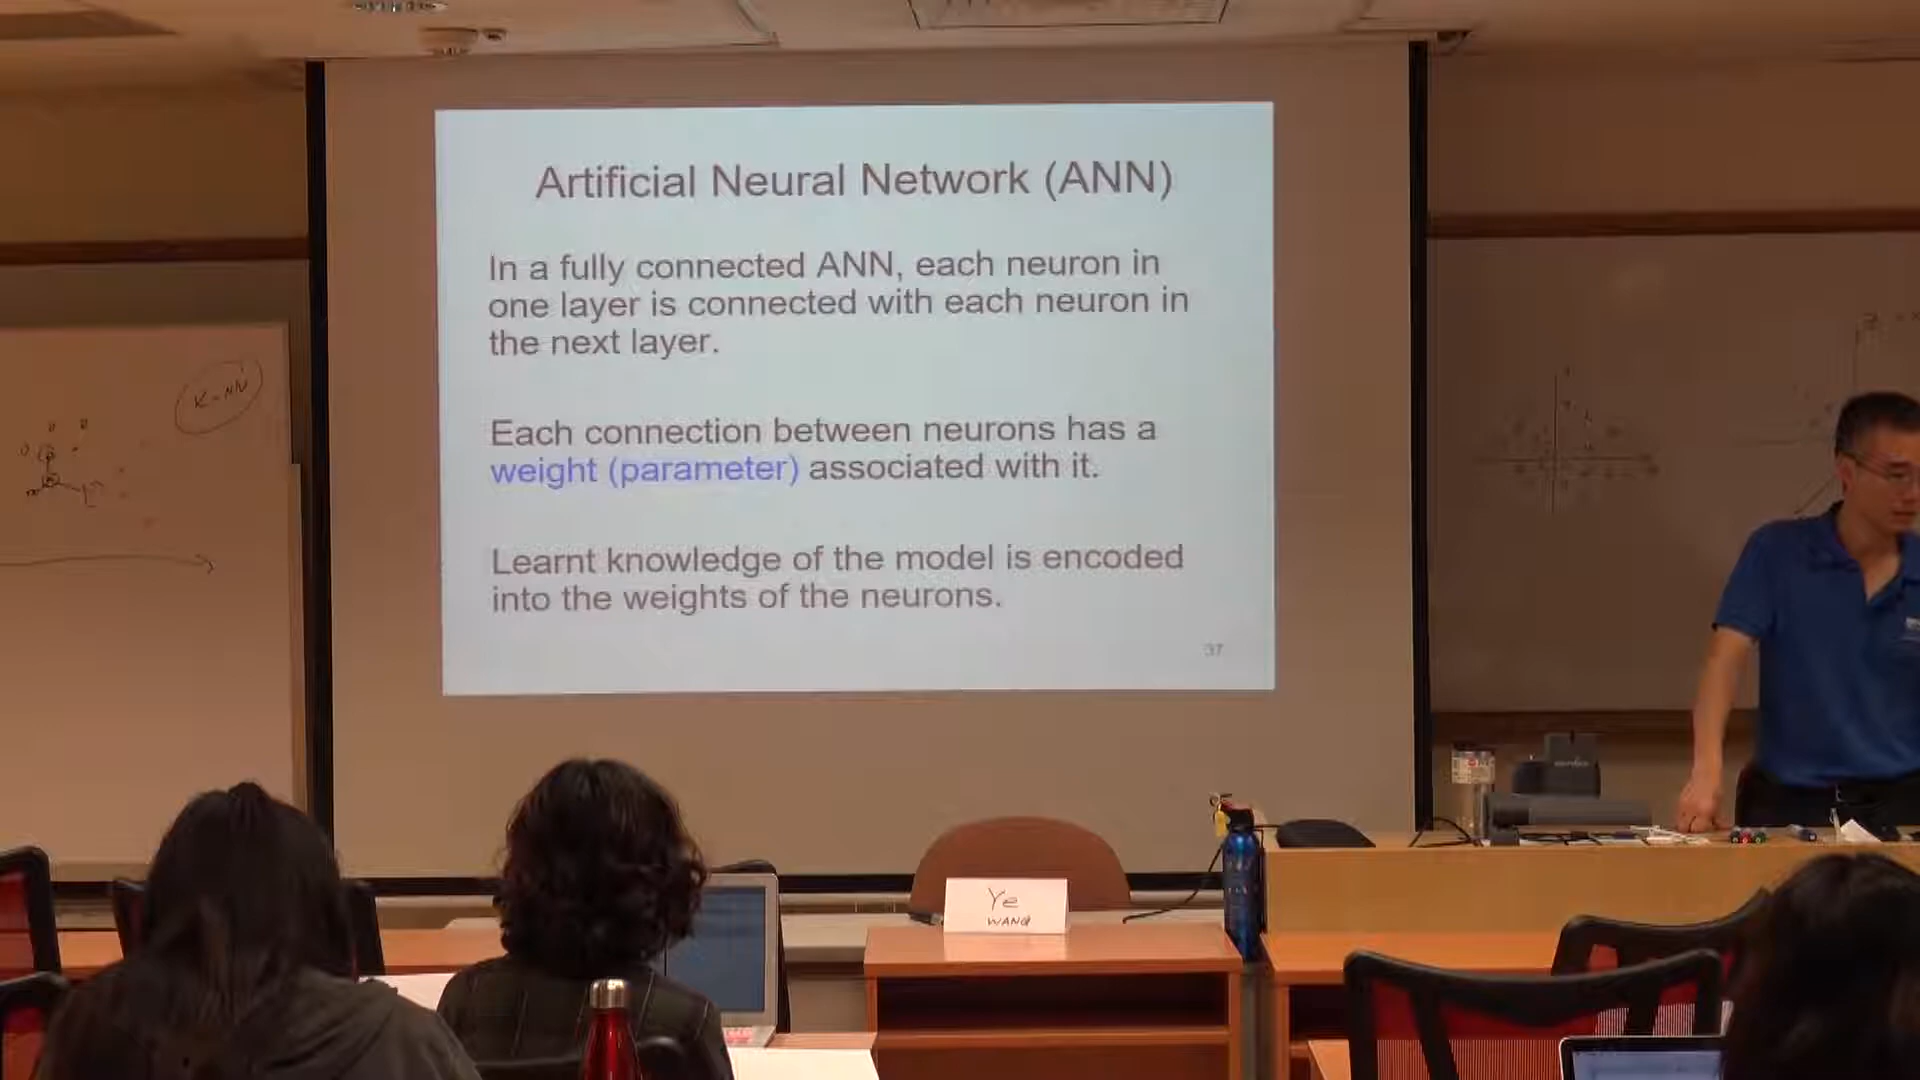 Artificial Neural Network (ANN)
In a fully connected ANN, each neuron in
one layer is connected with each neuron in
the next layer.
Each connection between neurons has a
weight (parameter) associated with it.
Learnt knowledge of the model is encoded
into the weights of the neurons.
37
K-NN
Ye
WANG